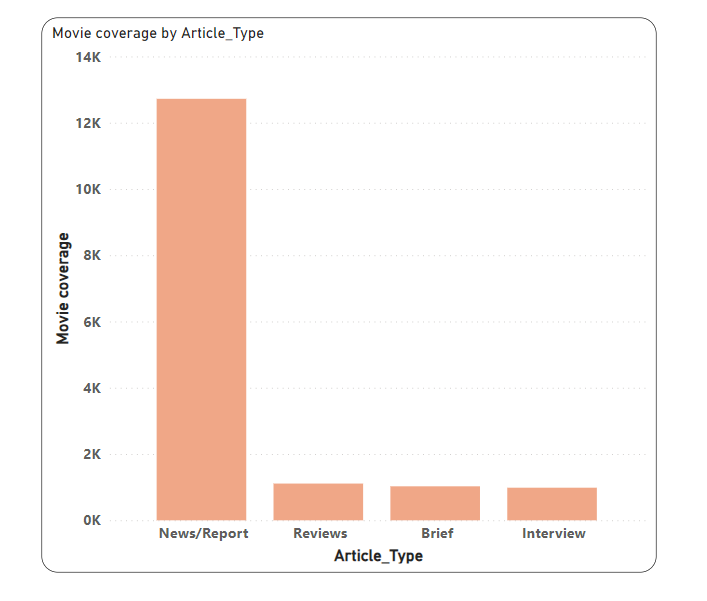 Movie coverage by Article_Type
14K
12K
10K
8K
6K
4K
2K
0K
Movie coverage
News/Report Reviews Brief Interview
Article_Type